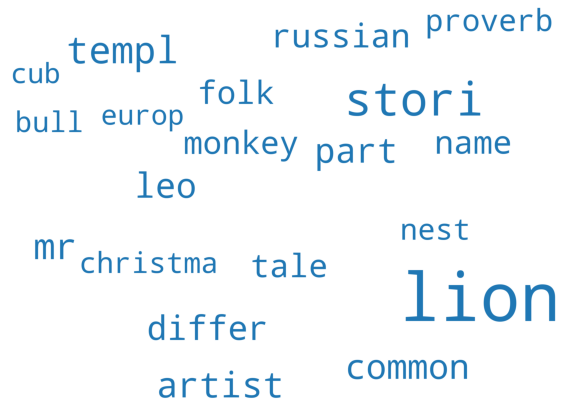 proverb
russian
templ
cub
folk
stori
europ
bull
monkey
part
name
leo
nest
mr
christma
tale
lion
differ
common
artist